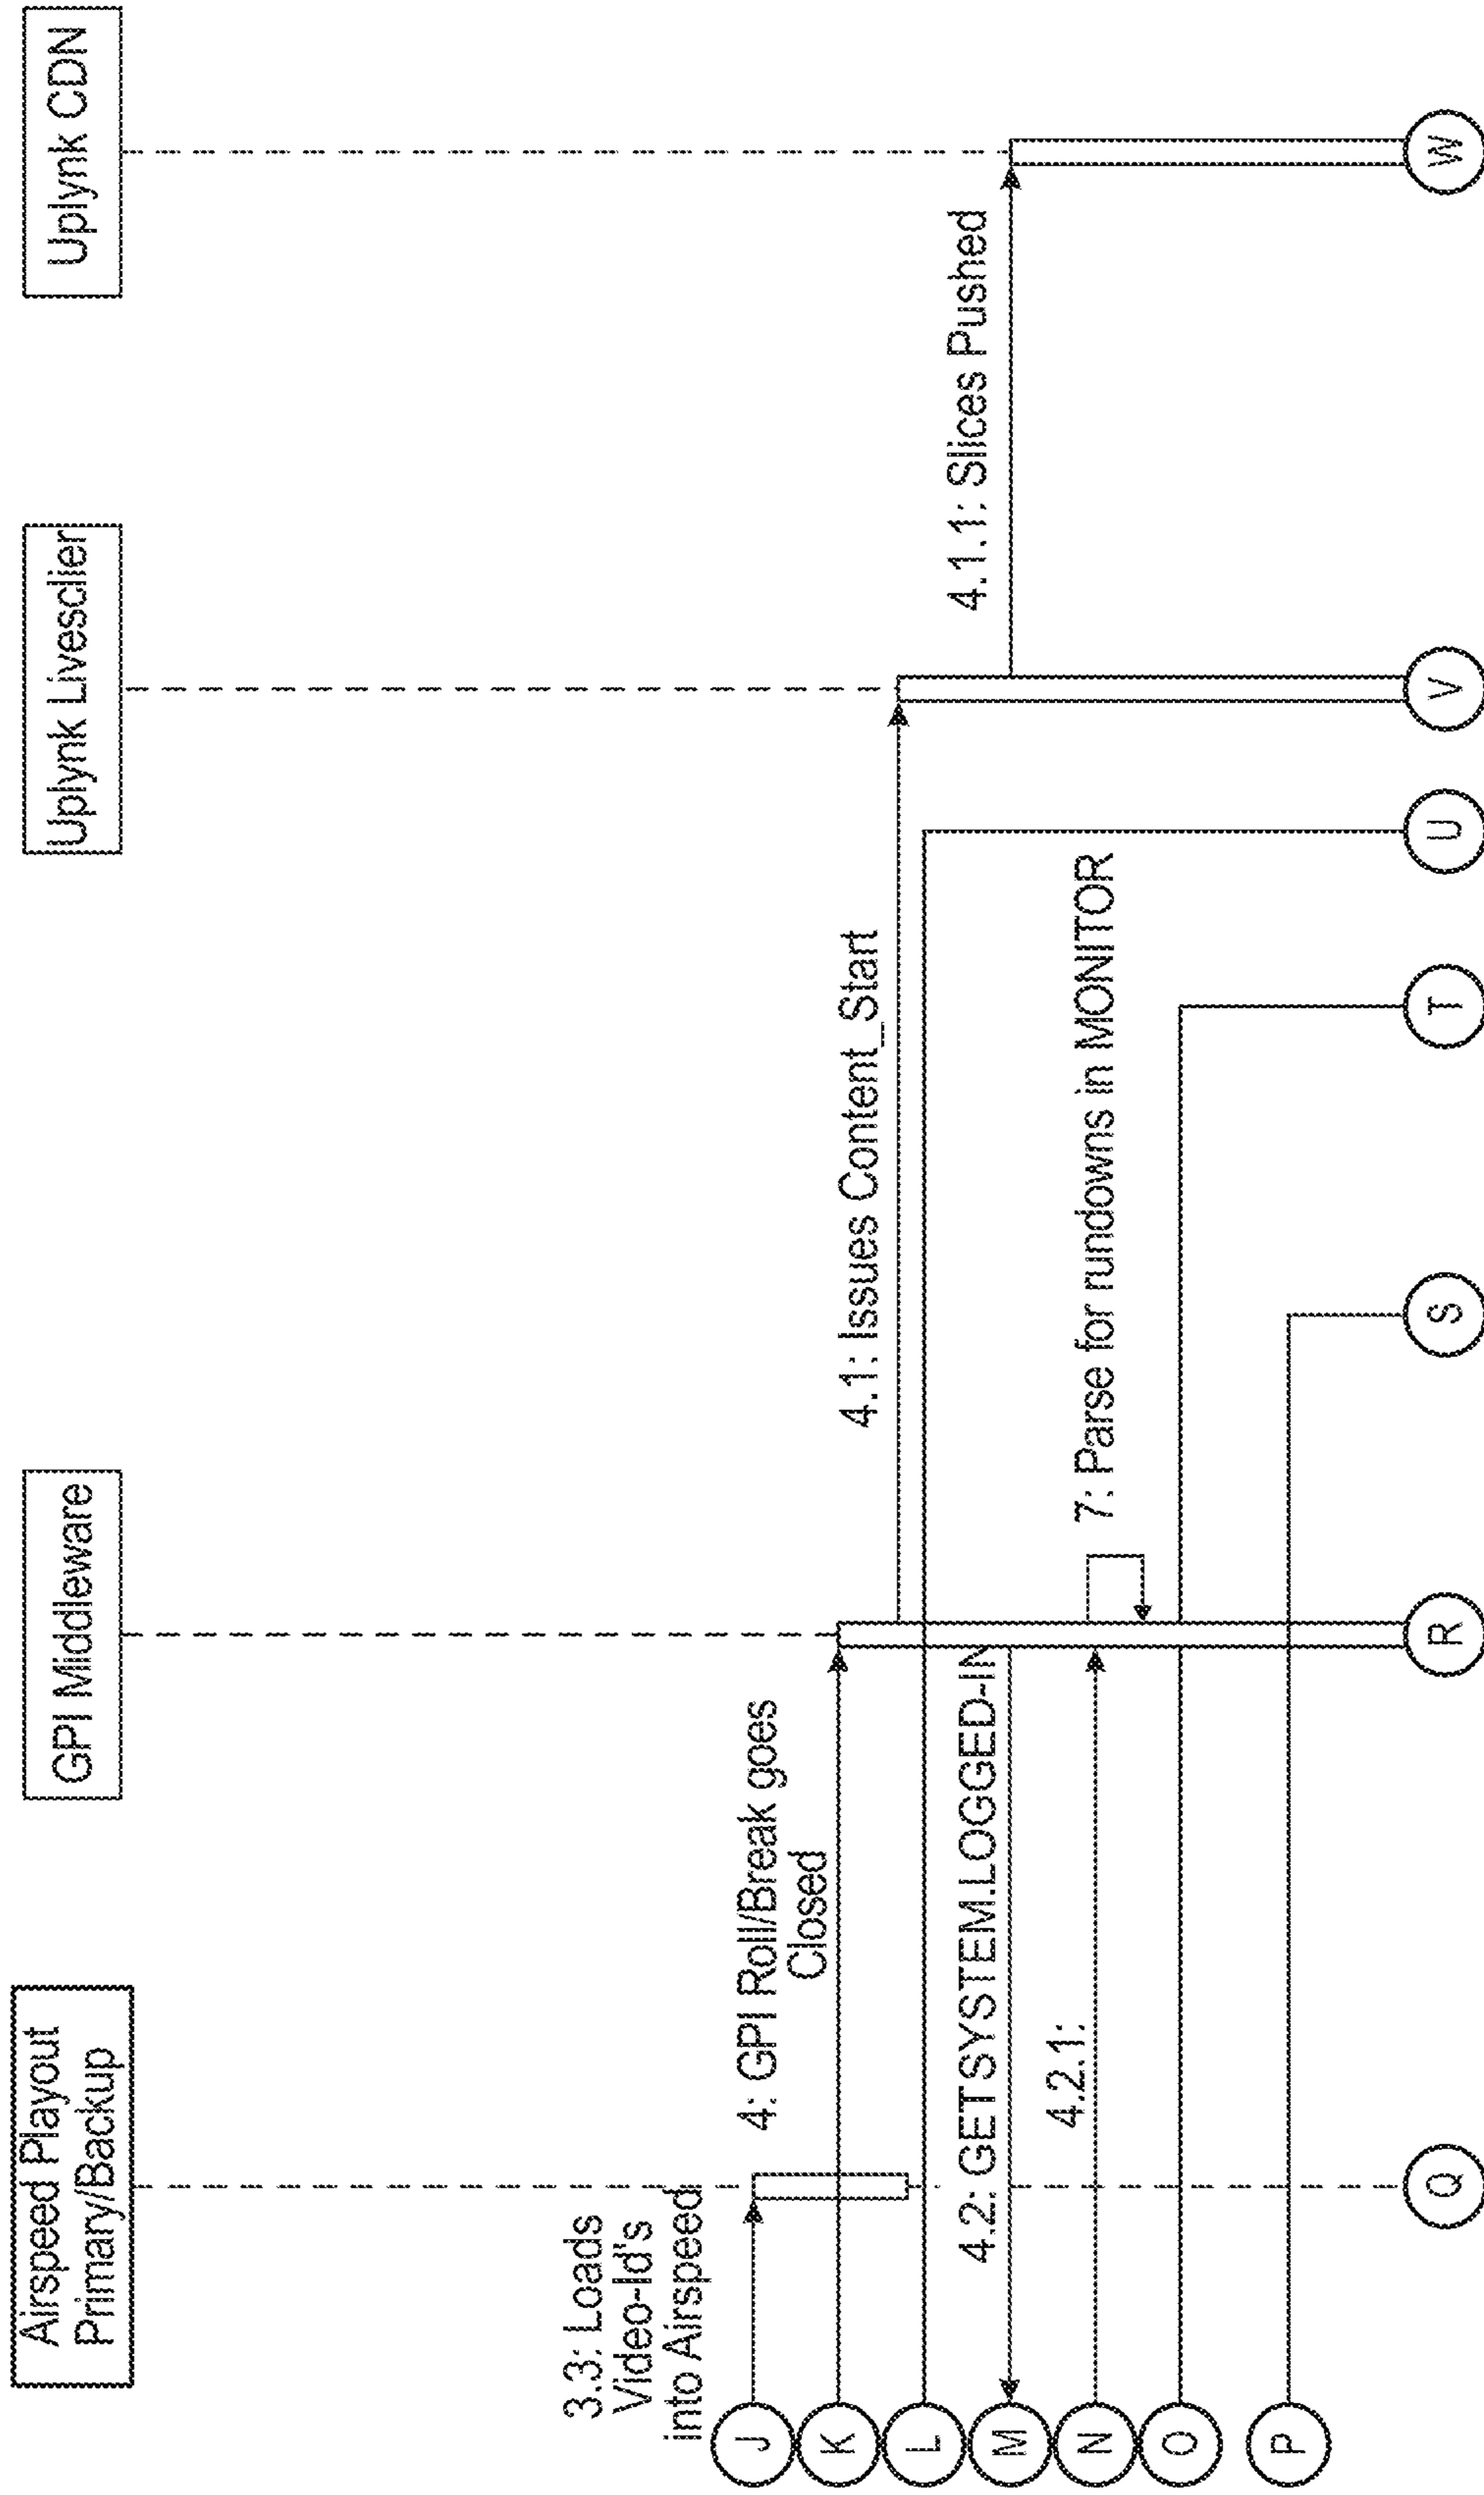 Airspeed Playout
Primary/Backup
GPI Middleware
Uplynk Livesclier
Uplynk CDN
3.3: Loads
Video-Id's
into Airspeed
4: GPI Roll/Break goes
Closed
4.1: Issues Content_Start
4.1.1: Slices Pushed
4.2: GETSYSTEM.LOGGED-IN
4.2.1:
7: Parse for rundowns in MONITOR
J
K
L
M
N
O
P
Q
R
S
T
U
V
W